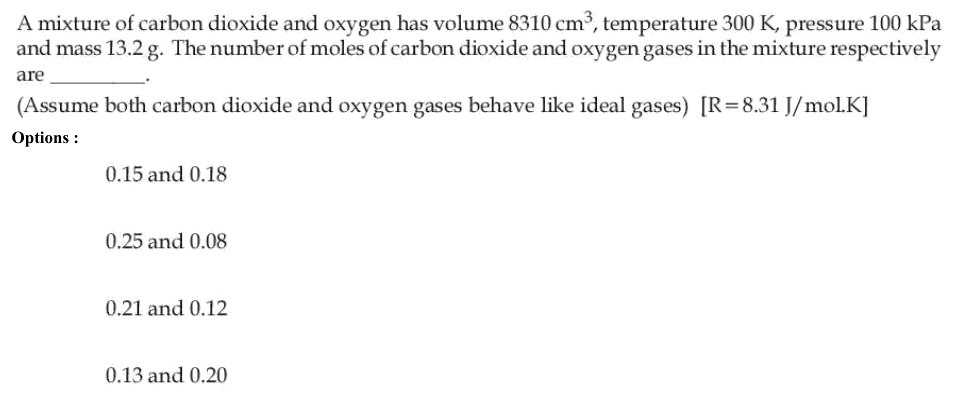 A mixture of carbon dioxide and oxygen has volume 8310 cm³, temperature 300 K, pressure 100 kPa
and mass 13.2 g. The number of moles of carbon dioxide and oxygen gases in the mixture respectively
are _________.
(Assume both carbon dioxide and oxygen gases behave like ideal gases) [R=8.31 J/mol.K]
Options :
0.15 and 0.18
0.25 and 0.08
0.21 and 0.12
0.13 and 0.20